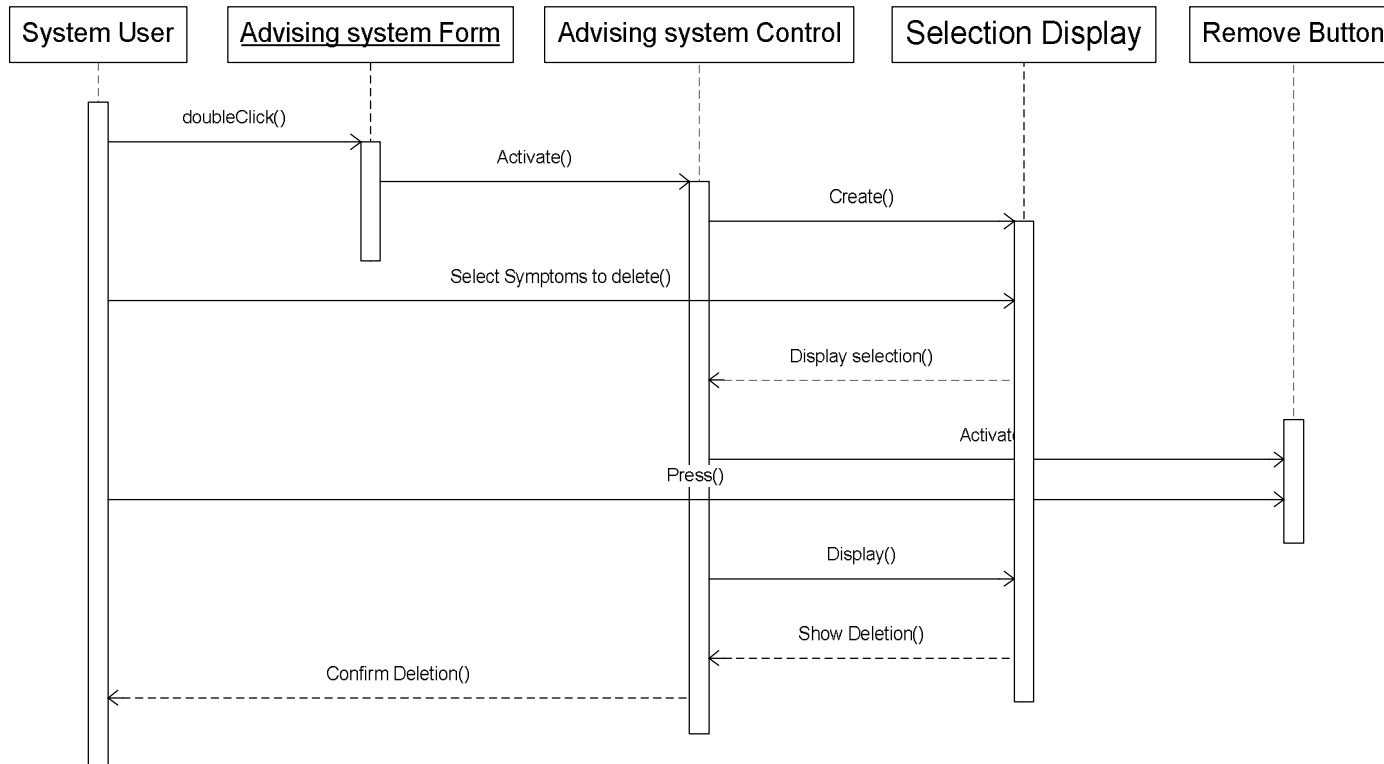 System User
Advising system Form
Advising system Control
Selection Display
Remove Button
doubleClick()
Activate()
Create()
Select Symptoms to delete()
Display selection()
Activate
Press()
Display()
Show Deletion()
Confirm Deletion()